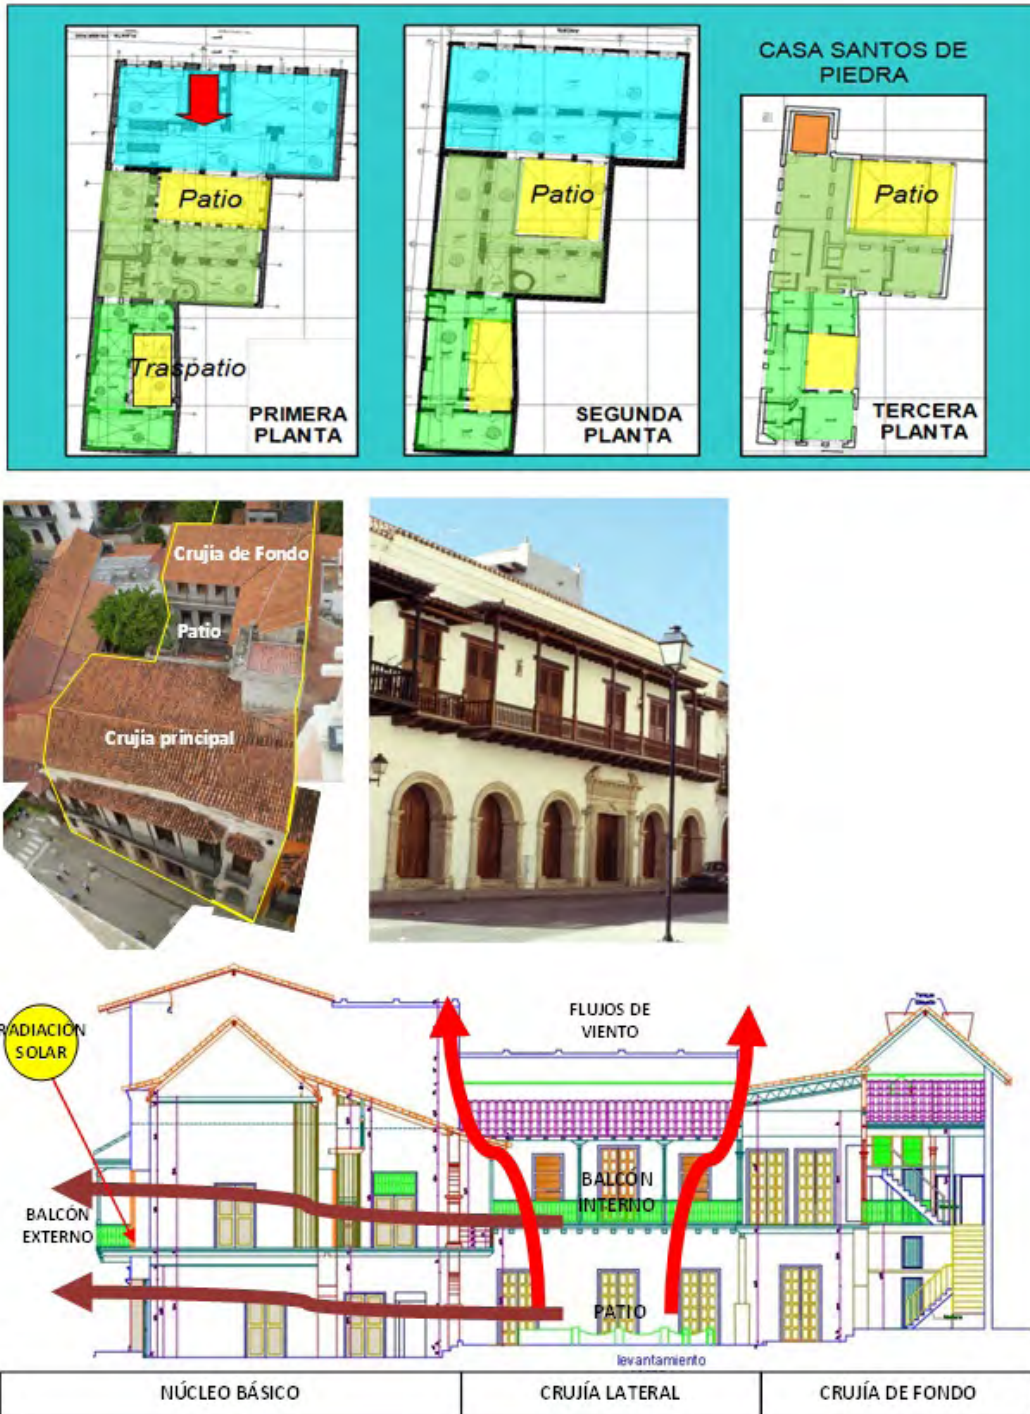 CASA SANTOS DE
PIEDRA
Patio
Traspatio
PRIMERA
PLANTA
Patio
SEGUNDA
PLANTA
Patio
TERCERA
PLANTA
Crujia de Fondo
Patio
Crujia principal
RADIACIÓN
SOLAR
FLUJOS DE
VIENTO
BALCÓN
EXTERNO
BALCÓN
INTERNO
PATIO
levantamiento
NÚCLEO BÁSICO
CRUJÍA LATERAL
CRUJÍA DE FONDO